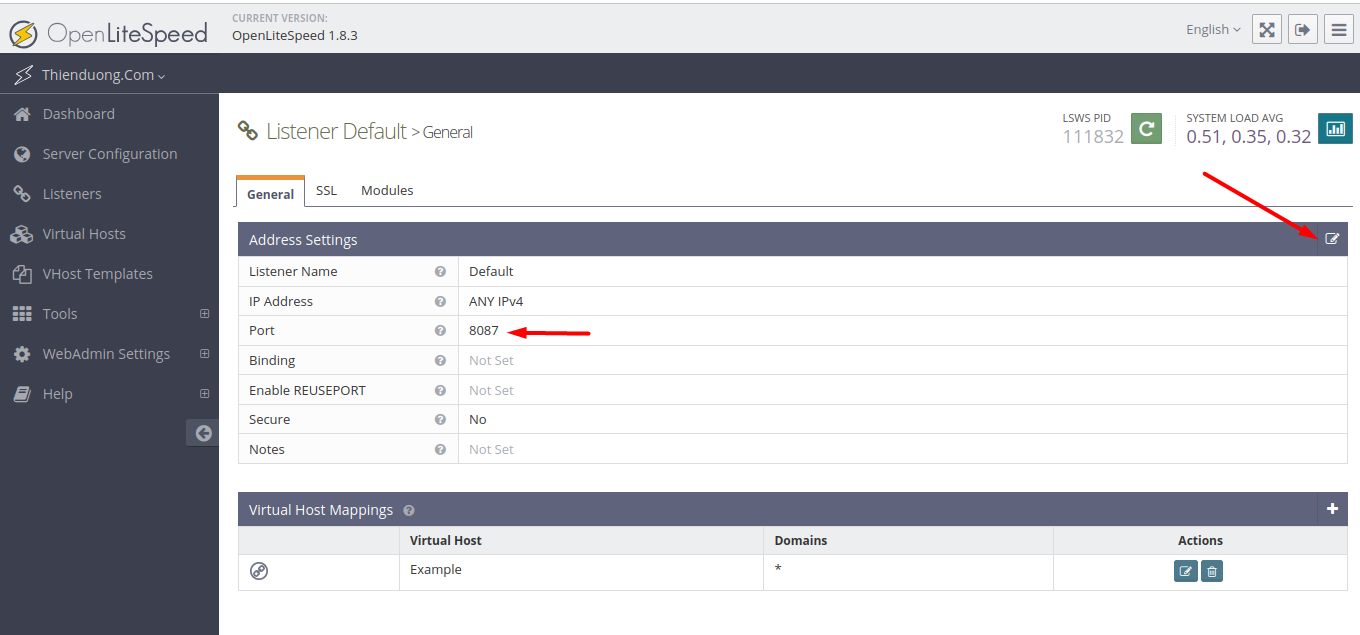 OpenLiteSpeed
CURRENT VERSION:
OpenLiteSpeed 1.8.3
English
Thienduong.Com
Dashboard
Server Configuration
Listeners
Virtual Hosts
VHost Templates
Tools
WebAdmin Settings
Help
Listener Default > General
LSWS PID
111832
SYSTEM LOAD AVG
0.51, 0.35, 0.32
General SSL Modules
Address Settings
Listener Name ? Default
IP Address ? ANY IPv4
Port ? 8087
Binding ? Not Set
Enable REUSEPORT ? Not Set
Secure ? No
Notes ? Not Set
Virtual Host Mappings ?
Virtual Host Domains Actions
Example *